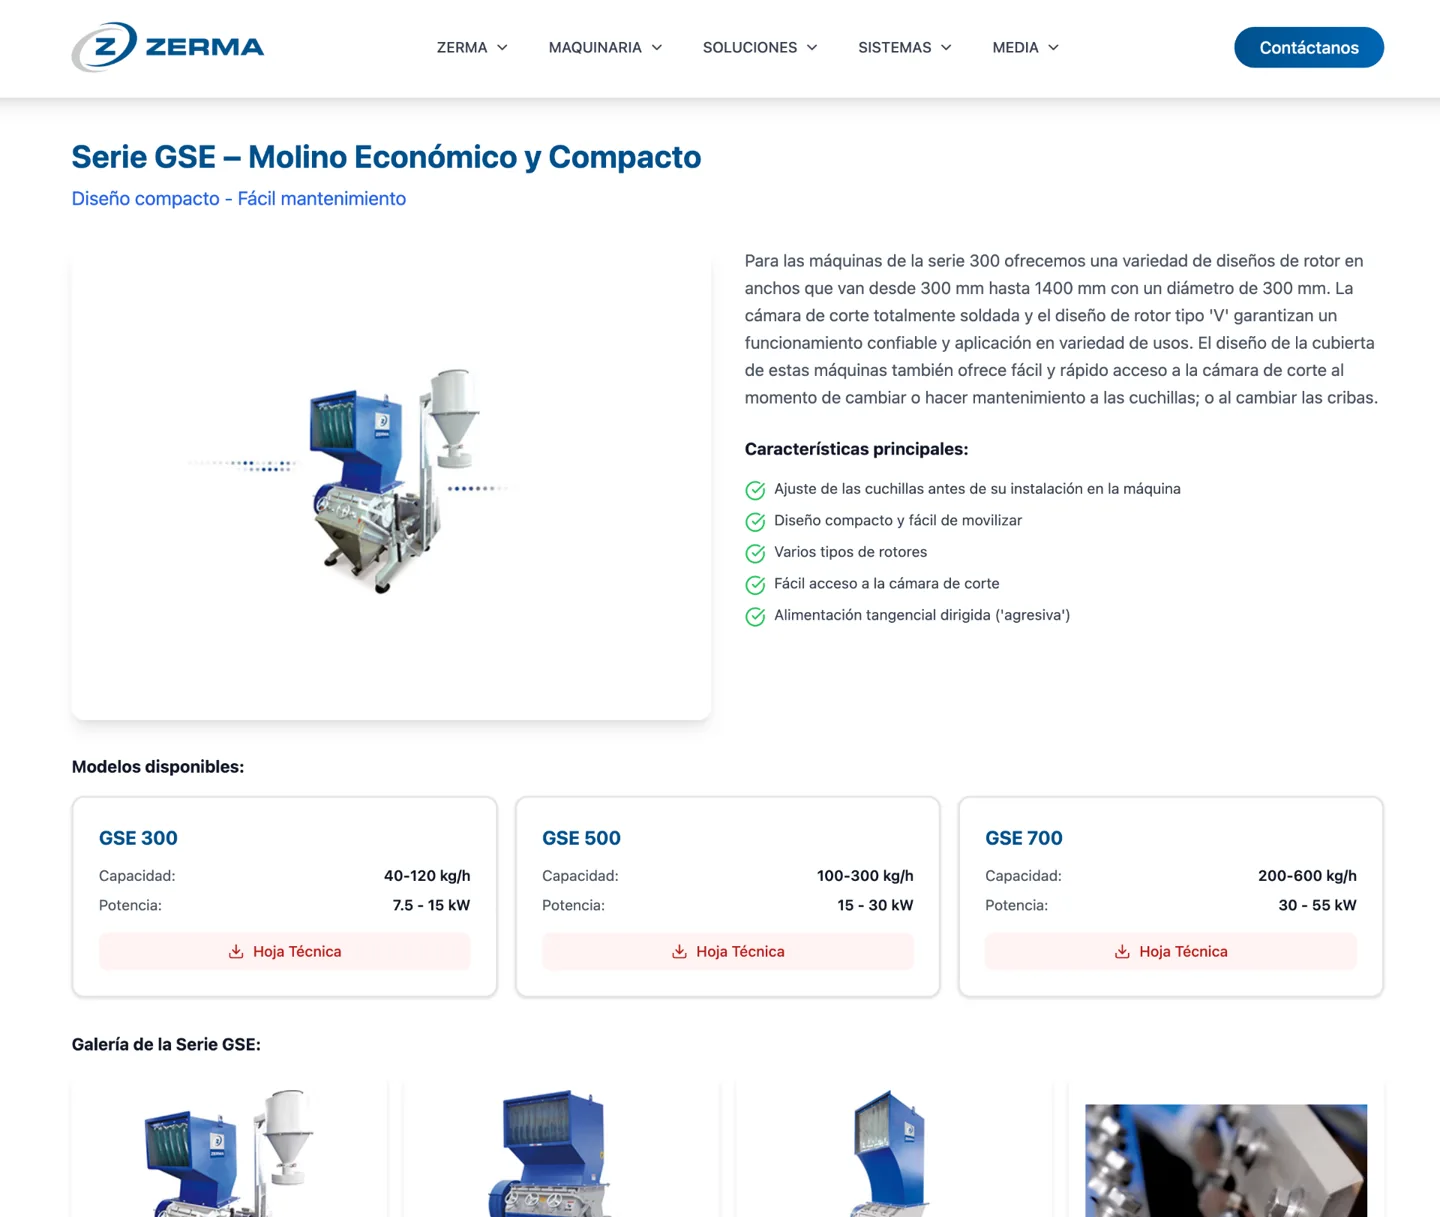 ZERMA
ZERMA
MAQUINARIA
SOLUCIONES
SISTEMAS
MEDIA
Contáctanos
Serie GSE – Molino Económico y Compacto
Diseño compacto - Fácil mantenimiento
Para las máquinas de la serie 300 ofrecemos una variedad de diseños de rotor en
anchos que van desde 300 mm hasta 1400 mm con un diámetro de 300 mm. La
cámara de corte totalmente soldada y el diseño de rotor tipo 'V' garantizan un
funcionamiento confiable y aplicación en variedad de usos. El diseño de la cubierta
de estas máquinas también ofrece fácil y rápido acceso a la cámara de corte al
momento de cambiar o hacer mantenimiento a las cuchillas; o al cambiar las cribas.
Características principales:
Ajuste de las cuchillas antes de su instalación en la máquina
Diseño compacto y fácil de movilizar
Varios tipos de rotores
Fácil acceso a la cámara de corte
Alimentación tangencial dirigida ('agresiva')
Modelos disponibles:
GSE 300
Capacidad: 40-120 kg/h
Potencia: 7.5 - 15 kW
Hoja Técnica
GSE 500
Capacidad: 100-300 kg/h
Potencia: 15 - 30 kW
Hoja Técnica
GSE 700
Capacidad: 200-600 kg/h
Potencia: 30 - 55 kW
Hoja Técnica
Galería de la Serie GSE: